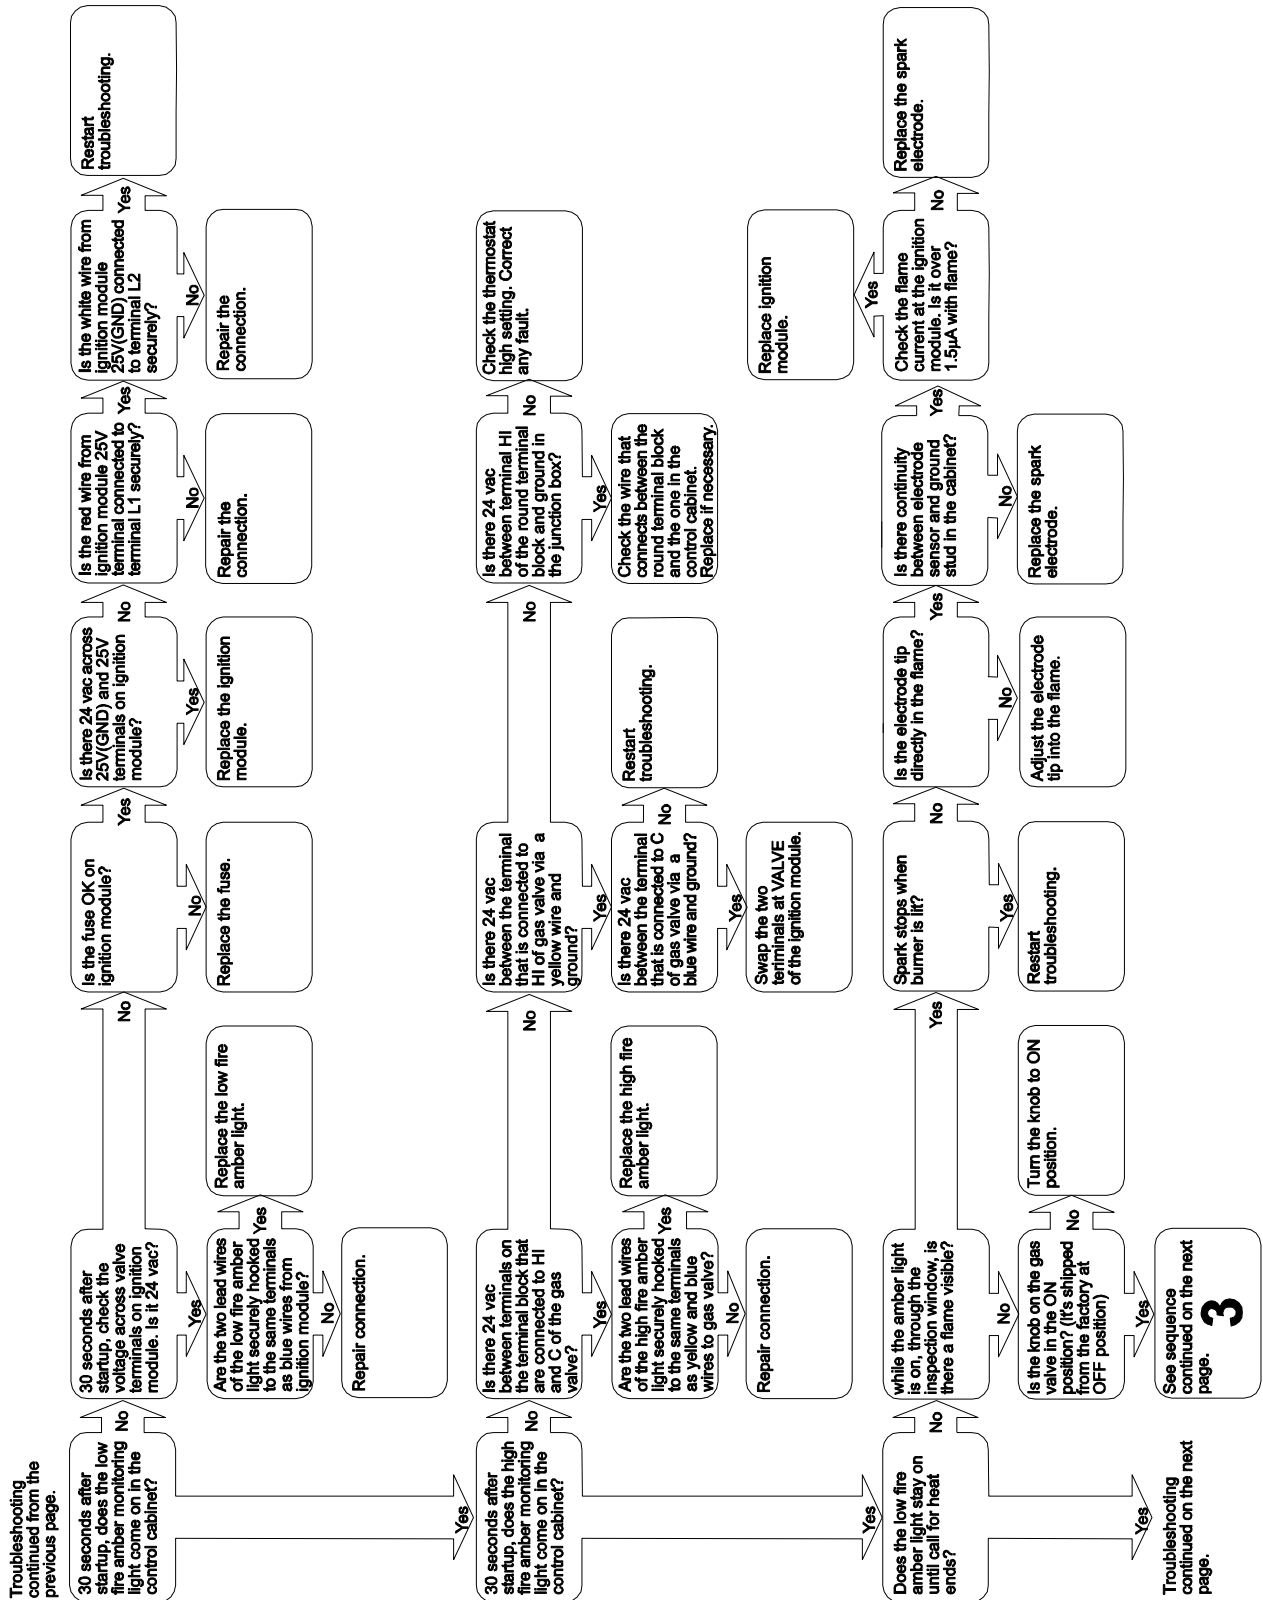 Troubleshooting
continued from the
previous page.
30 seconds after
startup, does the low
fire amber monitoring
light come on in the
control cabinet?
No
30 seconds after
startup, check the
voltage across valve
terminals on ignition
module. Is it 24 vac?
No
Is the fuse OK on
ignition module?
Yes
Is there 24 vac across
25V(GND) and 25V
terminals on ignition
module?
No
Is the red wire from
ignition module 25V
terminal connected to
terminal L1 securely?
Yes
Is the white wire from
ignition module
25V(GND) connected
to terminal L2
securely?
Yes
Restart
troubleshooting.
Yes
Are the two lead wires
of the low fire amber
light securely hooked
to the same terminals
as blue wires from
ignition module?
Yes
Replace the low fire
amber light.
No
Replace the fuse.
Yes
Replace the ignition
module.
No
Repair the
connection.
No
Repair the
connection.
No
Repair connection.
Yes
30 seconds after
startup, does the high
fire amber monitoring
light come on in the
control cabinet?
No
Is there 24 vac
between terminals on
the terminal block that
are connected to HI
and C of the gas
valve?
No
Is there 24 vac
between the terminal
that is connected to
HI of gas valve via  a
yellow wire and
ground?
No
Is there 24 vac
between terminal HI
of the round terminal
block and ground in
the junction box?
No
Check the thermostat
high setting. Correct
any fault.
Yes
Are the two lead wires
of the high fire amber
light securely hooked
to the same terminals
as yellow and blue
wires to gas valve?
Yes
Replace the high fire
amber light.
Yes
Is there 24 vac
between the terminal
that is connected to C
of gas valve via  a
blue wire and ground?
No
Restart
troubleshooting.
Yes
Check the wire that
connects between the
round terminal block
and the one in the
control cabinet.
Replace if necessary.
No
Repair connection.
Yes
Swap the two
teriminals at VALVE
of the ignition module.
Yes
Does the low fire
amber light stay on
until call for heat
ends?
No
while the amber light
is on, through the
inspection window, is
there a flame visible?
Yes
Spark stops when
burner is lit?
No
Is the electrode tip
directly in the flame?
Yes
Is there continuity
between electrode
sensor and ground
stud in the cabinet?
Yes
Check the flame
current at the ignition
module. Is it over
1.5µA with flame?
No
Replace the spark
electrode.
Yes
Replace ignition
module.
No
Is the knob on the gas
valve in the ON
position? (It's shipped
from the factory at
OFF position)
No
Turn the knob to ON
position.
Yes
Restart
troubleshooting.
No
Adjust the electrode
tip into the flame.
No
Replace the spark
electrode.
Yes
See sequence
continued on the next
page.
3
Yes
Troubleshooting
continued on the next
page.